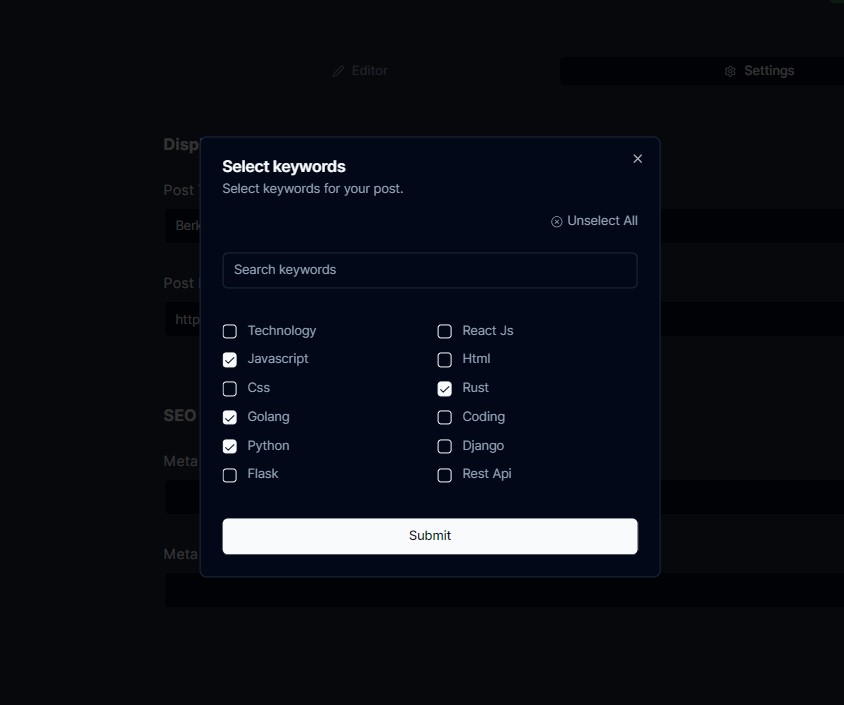 Editor
Settings
Disp
Select keywords
Select keywords for your post.
Post
Unselect All
Berk
Search keywords
Post
http
Technology
React Js
Javascript
Html
Css
Rust
SEO
Golang
Coding
Python
Django
Meta
Flask
Rest Api
Submit
Meta